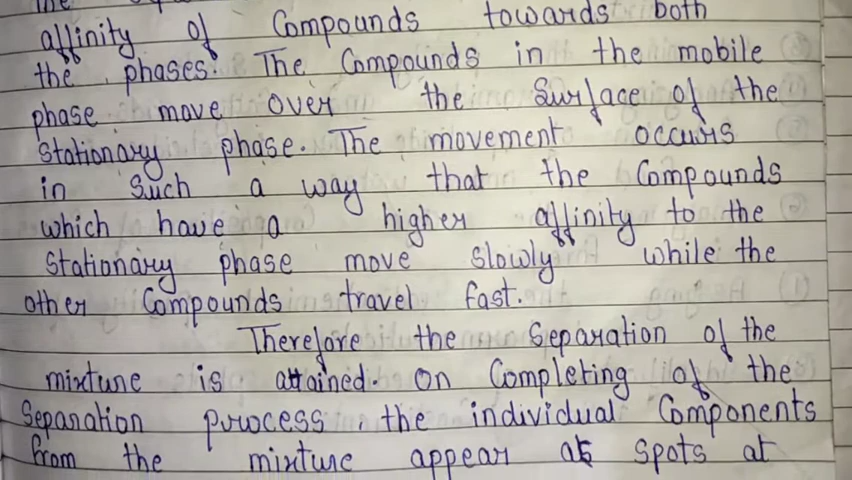 the
affinity of Compounds towards both
the phases. The Compounds in the mobile
phase move over the Surface of the
Stationary phase. The movement occurs
in Such a way that the Compounds
which have a higher affinity to the
Stationary phase move slowly while the
other Compounds travel fast.
Therefore the Separation of the
mixture is attained. On Completing of the
Separation process, the individual Components
from the mixture appear as spots at